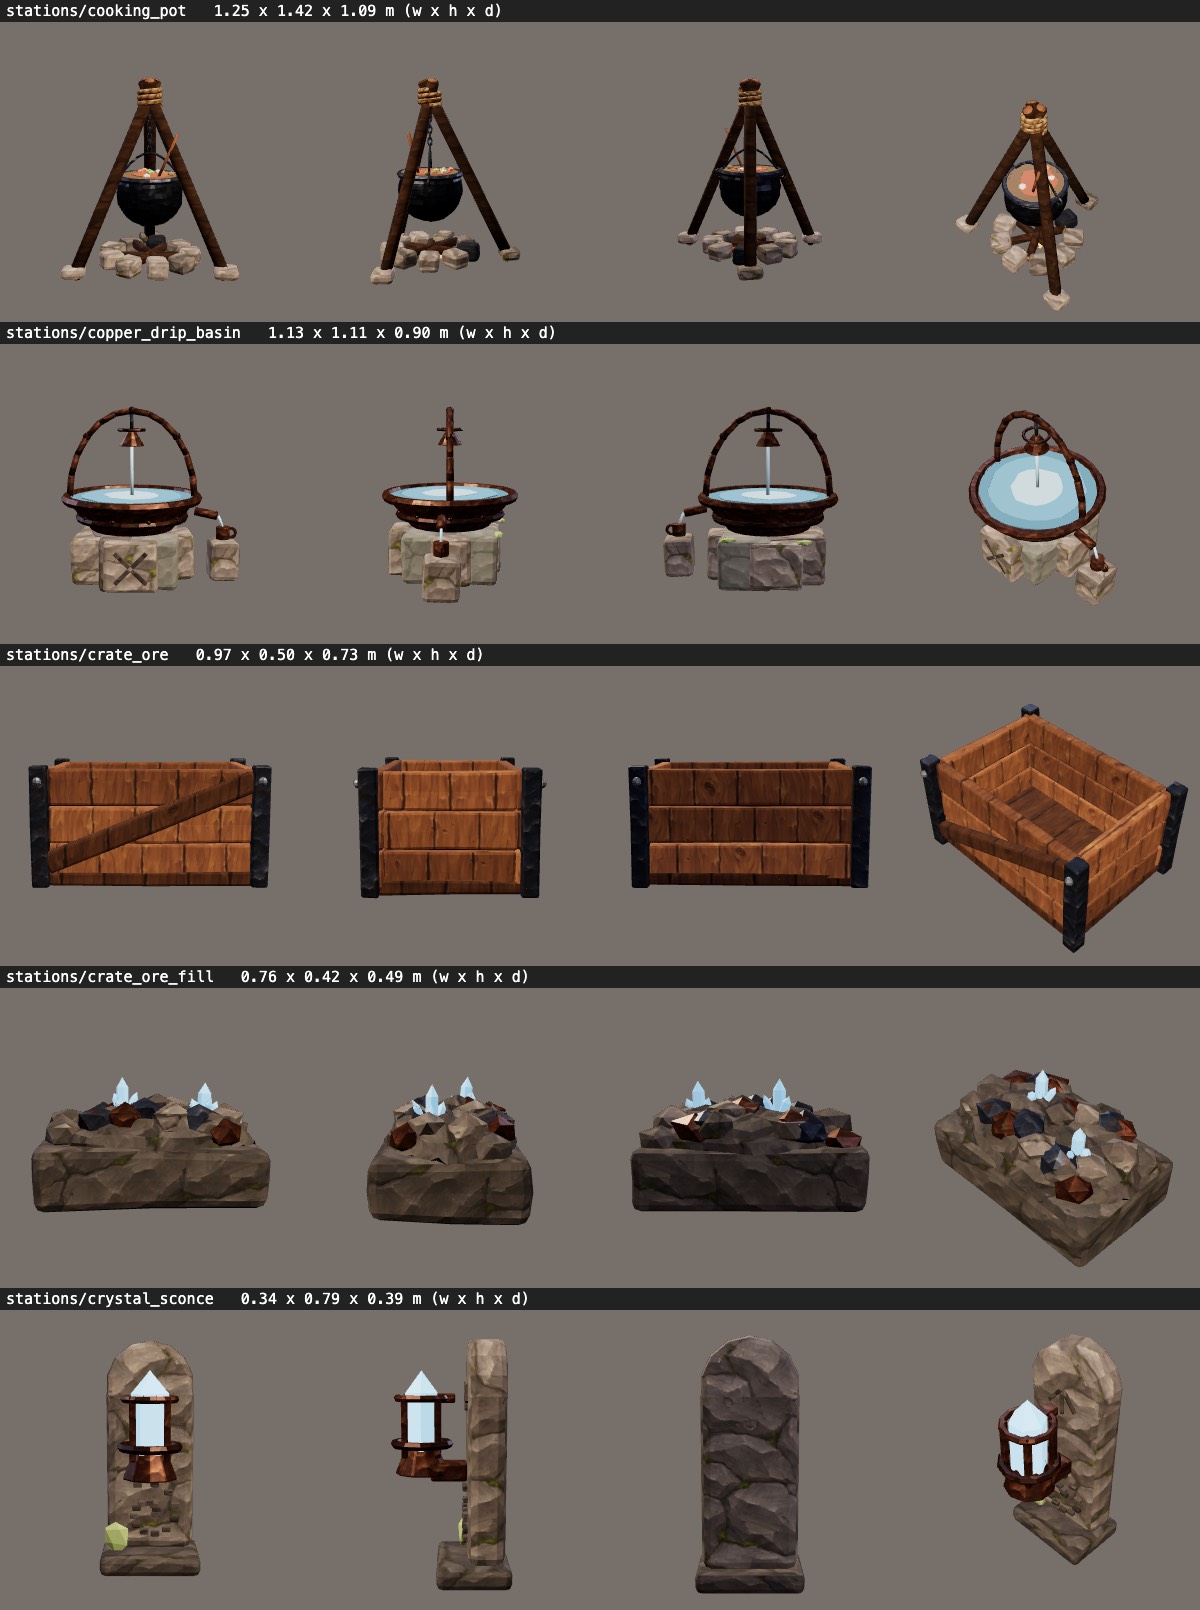 stations/cooking_pot 1.25 x 1.42 x 1.09 m (w x h x d)
stations/copper_drip_basin 1.13 x 1.11 x 0.90 m (w x h x d)
stations/crate_ore 0.97 x 0.50 x 0.73 m (w x h x d)
stations/crate_ore_fill 0.76 x 0.42 x 0.49 m (w x h x d)
stations/crystal_sconce 0.34 x 0.79 x 0.39 m (w x h x d)